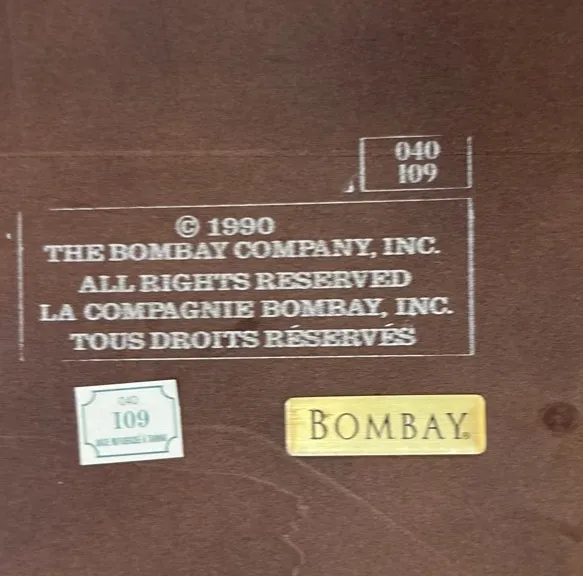 040
109
© 1990
THE BOMBAY COMPANY, INC.
ALL RIGHTS RESERVED
LA COMPAGNIE BOMBAY, INC.
TOUS DROITS RÉSERVÉS
040
109
BOMBAY®